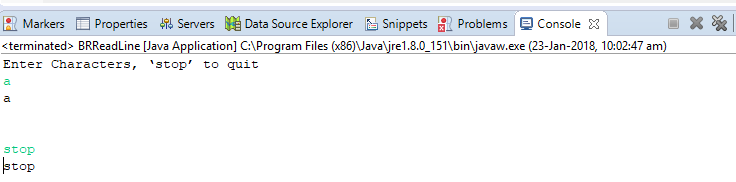 Markers Properties Servers Data Source Explorer Snippets Problems Console
<terminated> BRReadLine [Java Application] C:\Program Files (x86)\Java\jre1.8.0_151\bin\javaw.exe (23-Jan-2018, 10:02:47 am)
Enter Characters, ‘stop’ to quit
a
a
stop
stop